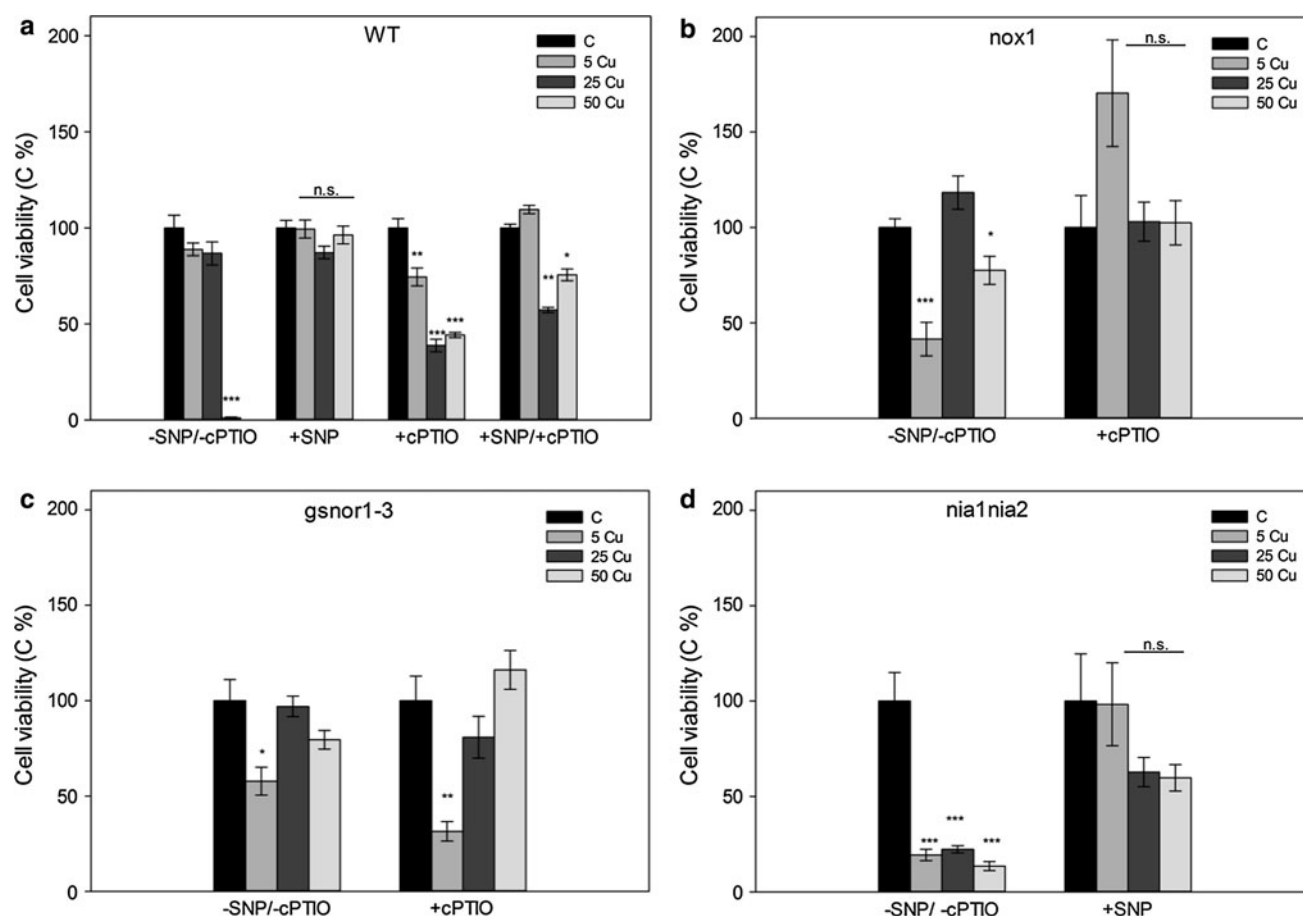 a
WT
C
5 Cu
25 Cu
50 Cu
Cell viability (C %)
200
150
100
50
0
n.s.
***
**
***
***
**
*
-SNP/-cPTIO
+SNP
+cPTIO
+SNP/+cPTIO
b
nox1
n.s.
C
5 Cu
25 Cu
50 Cu
Cell viability (C %)
200
150
100
50
0
***
*
-SNP/-cPTIO
+cPTIO
c
gsnor1-3
C
5 Cu
25 Cu
50 Cu
Cell viability (C %)
200
150
100
50
0
*
**
-SNP/-cPTIO
+cPTIO
d
nia1nia2
C
5 Cu
25 Cu
50 Cu
Cell viability (C %)
200
150
100
50
0
n.s.
***
***
***
-SNP/ -cPTIO
+SNP